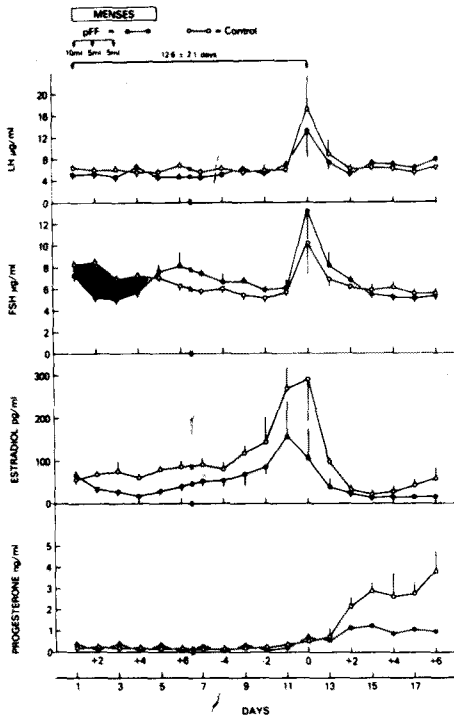 MENSES
pFF = = Control
10ml 5ml 5ml
12.6 ± 2.1 days
LH µg/ml
20
16
12
8
4
0
FSH µg/ml
12
10
8
6
4
2
0
ESTRADIOL pg/ml
300
200
100
0
PROGESTERONE ng/ml
5
4
3
2
1
0
+2 +4 +6 -4 -2 0 +2 +4 +6
1 3 5 7 9 11 13 15 17
DAYS